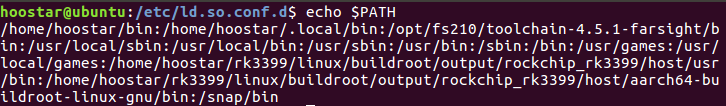 hoostar@ubuntu:/etc/ld.so.conf.d$ echo $PATH
/home/hoostar/bin:/home/hoostar/.local/bin:/opt/fs210/toolchain-4.5.1-farsight/b
in:/usr/local/sbin:/usr/local/bin:/usr/sbin:/usr/bin:/sbin:/bin:/usr/games:/usr/
local/games:/home/hoostar/rk3399/linux/buildroot/output/rockchip_rk3399/host/usr
/bin:/home/hoostar/rk3399/linux/buildroot/output/rockchip_rk3399/host/aarch64-bu
ildroot-linux-gnu/bin:/snap/bin